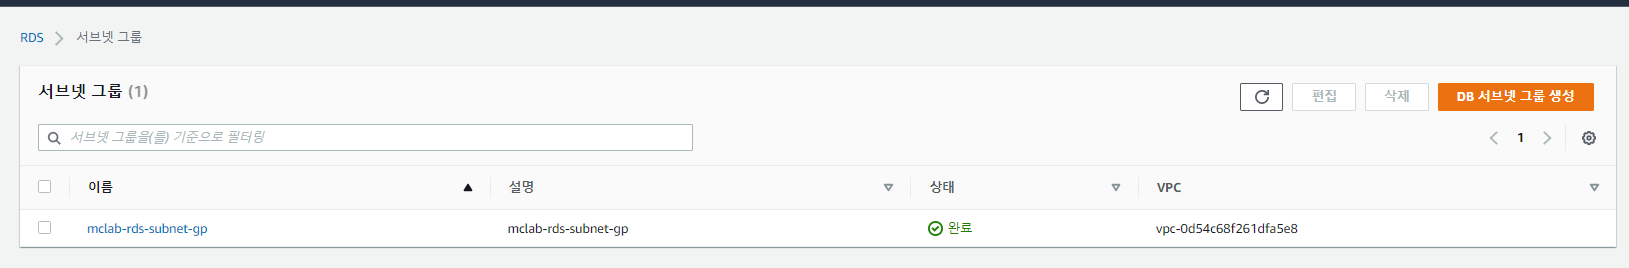 RDS > 서브넷 그룹
서브넷 그룹 (1)
편집 삭제 DB 서브넷 그룹 생성
서브넷 그룹을(를) 기준으로 필터링
1
이름 설명 상태 VPC
mclab-rds-subnet-gp mclab-rds-subnet-gp 완료 vpc-0d54c68f261dfa5e8